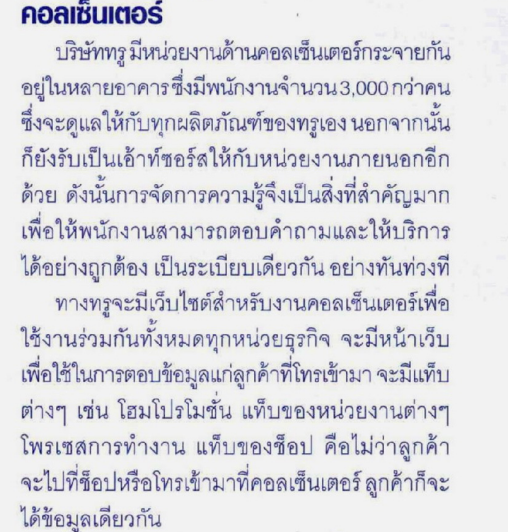 คอลเซ็นเตอร์
บริษัททรู มีหน่วยงานด้านคอลเซ็นเตอร์กระจายกัน
อยู่ในหลายอาคาร ซึ่งมีพนักงานจำนวน 3,000 กว่าคน
ซึ่งจะดูแลให้กับทุกผลิตภัณฑ์ของทรูเอง นอกจากนั้น
ก็ยังรับเป็นเอ้าท์ซอร์สให้กับหน่วยงานภายนอกอีก
ด้วย ดังนั้นการจัดการความรู้จึงเป็นสิ่งที่สำคัญมาก
เพื่อให้พนักงานสามารถตอบคำถามและให้บริการ
ได้อย่างถูกต้อง เป็นระเบียบเดียวกัน อย่างทันท่วงที
ทางทรูจะมีเว็บไซต์สำหรับงานคอลเซ็นเตอร์เพื่อ
ใช้งานร่วมกันทั้งหมดทุกหน่วยธุรกิจ จะมีหน้าเว็บ
เพื่อใช้ในการตอบข้อมูลแก่ลูกค้าที่โทรเข้ามา จะมีแท็บ
ต่างๆ เช่น โฮมโปรโมชั่น แท็บของหน่วยงานต่างๆ
โพรเซสการทำงาน แท็บของช็อป คือไม่ว่าลูกค้า
จะไปที่ช็อปหรือโทรเข้ามาที่คอลเซ็นเตอร์ ลูกค้าก็จะ
ได้ข้อมูลเดียวกัน